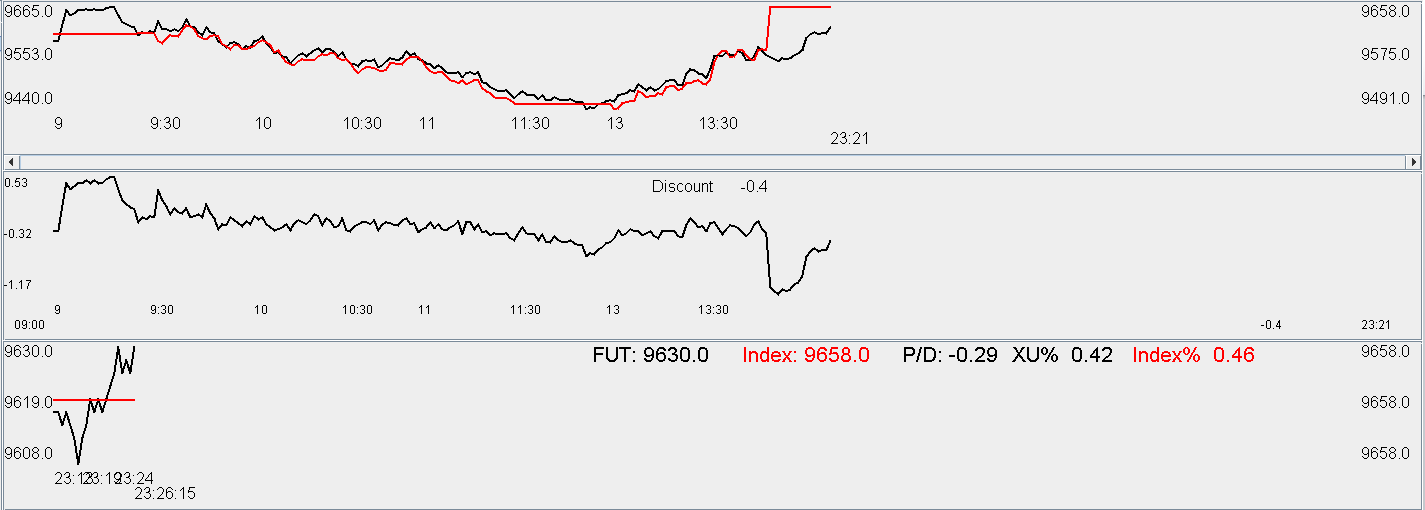 9665.0 9658.0
9553.0 9575.0
9440.0 9491.0
9 9:30 10 10:30 11 11:30 13 13:30
23:21
0.53 Discount -0.4
-0.32
-1.17
9 9:30 10 10:30 11 11:30 13 13:30
09:00 -0.4 23:21
9630.0 FUT: 9630.0 Index: 9658.0 P/D: -0.29 XU% 0.42 Index% 0.46 9658.0
9619.0 9658.0
9608.0 9658.0
23:13 23:19 23:24
23:26:15